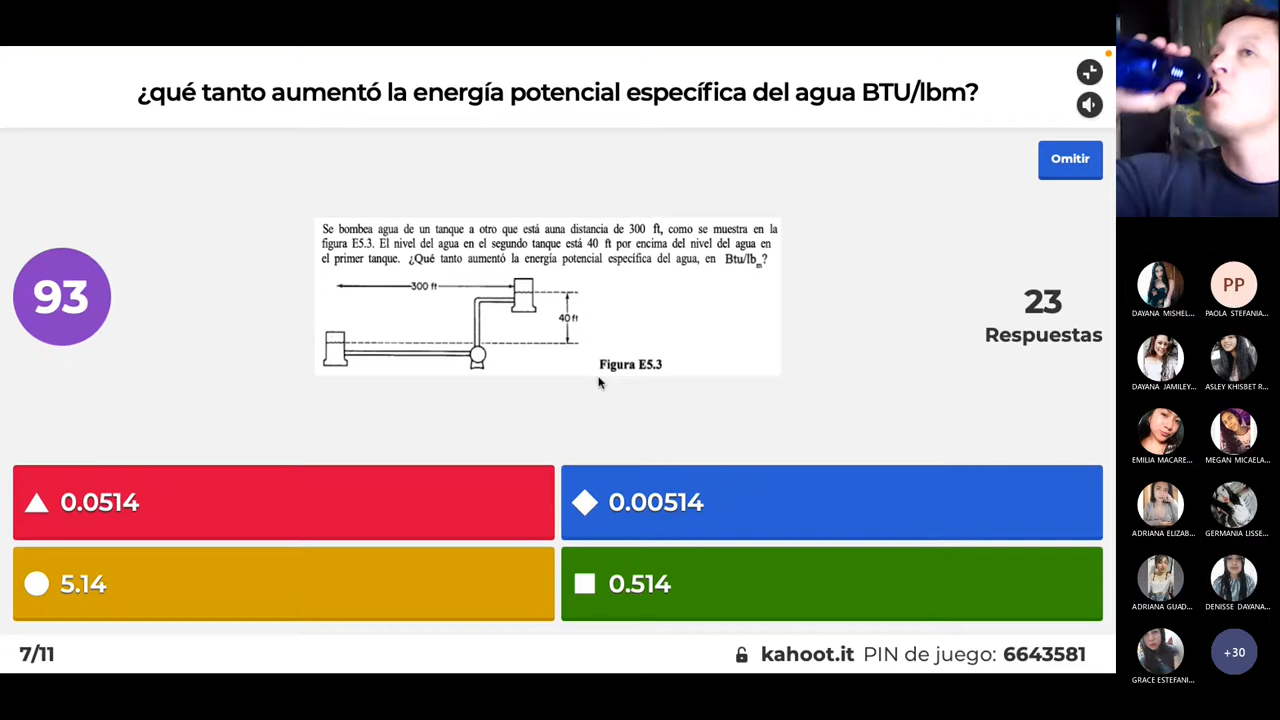 ¿qué tanto aumentó la energía potencial específica del agua BTU/lbm?
Omitir
Se bombea agua de un tanque a otro que está auna distancia de 300 ft, como se muestra en la
figura E5.3. El nivel del agua en el segundo tanque está 40 ft por encima del nivel del agua en
el primer tanque. ¿Qué tanto aumentó la energía potencial específica del agua, en Btu/lbm?
300 ft
40 ft
Figura E5.3
93
23
Respuestas
0.0514
0.00514
5.14
0.514
7/11
kahoot.it PIN de juego: 6643581
PP
DAYANA MISHEL... PAOLA STEFANIA...
DAYANA JAMILEY... ASLEY KHISBET R...
EMILIA MACARE... MEGAN MICAELA...
ADRIANA ELIZAB... GERMANIA LISSE...
ADRIANA GUAD... DENISSE DAYANA...
+30
GRACE ESTEFANI...